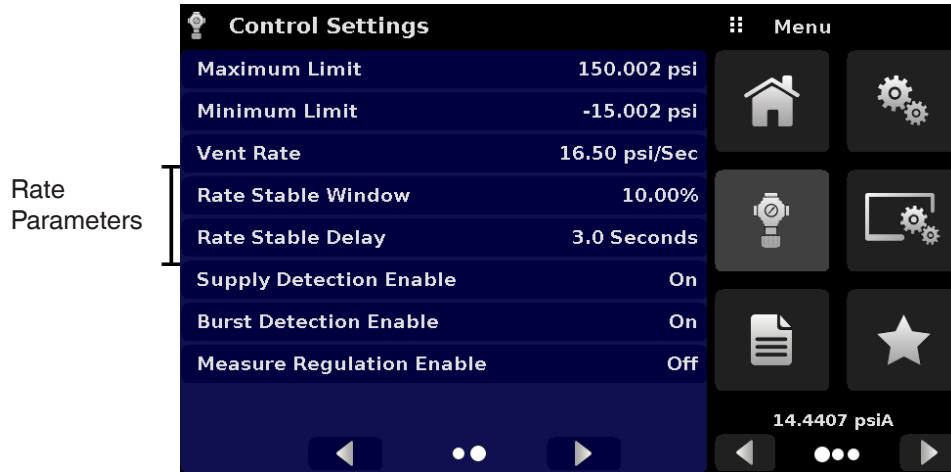 Control Settings
Menu
Maximum Limit 150.002 psi
Minimum Limit -15.002 psi
Vent Rate 16.50 psi/Sec
Rate Stable Window 10.00%
Rate Stable Delay 3.0 Seconds
Supply Detection Enable On
Burst Detection Enable On
Measure Regulation Enable Off
Rate
Parameters
14.4407 psiA